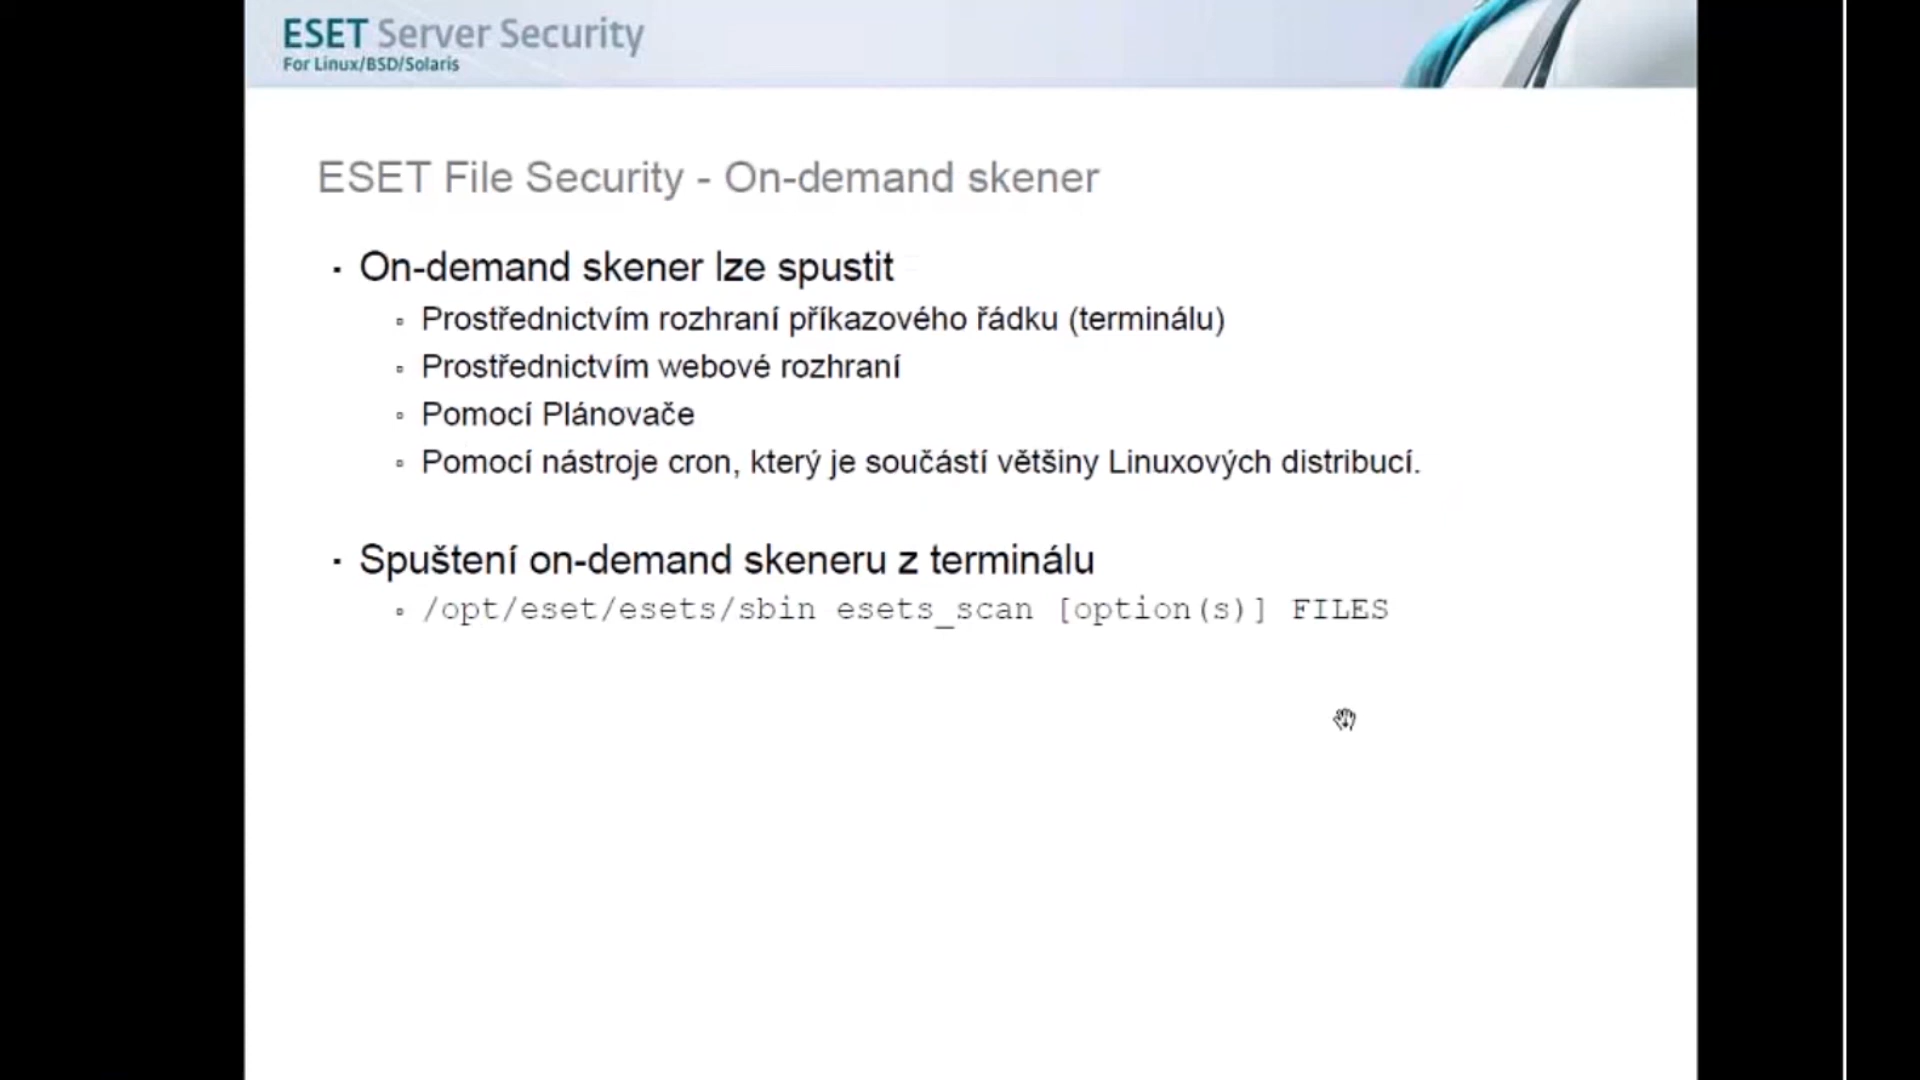 ESET Server Security
For Linux/BSD/Solaris
ESET File Security - On-demand skener
On-demand skener lze spustit
Prostřednictvím rozhraní příkazového řádku (terminálu)
Prostřednictvím webové rozhraní
Pomocí Plánovače
Pomocí nástroje cron, který je součástí většiny Linuxových distribucí.
Spuštení on-demand skeneru z terminálu
/opt/eset/esets/sbin esets_scan [option(s)] FILES